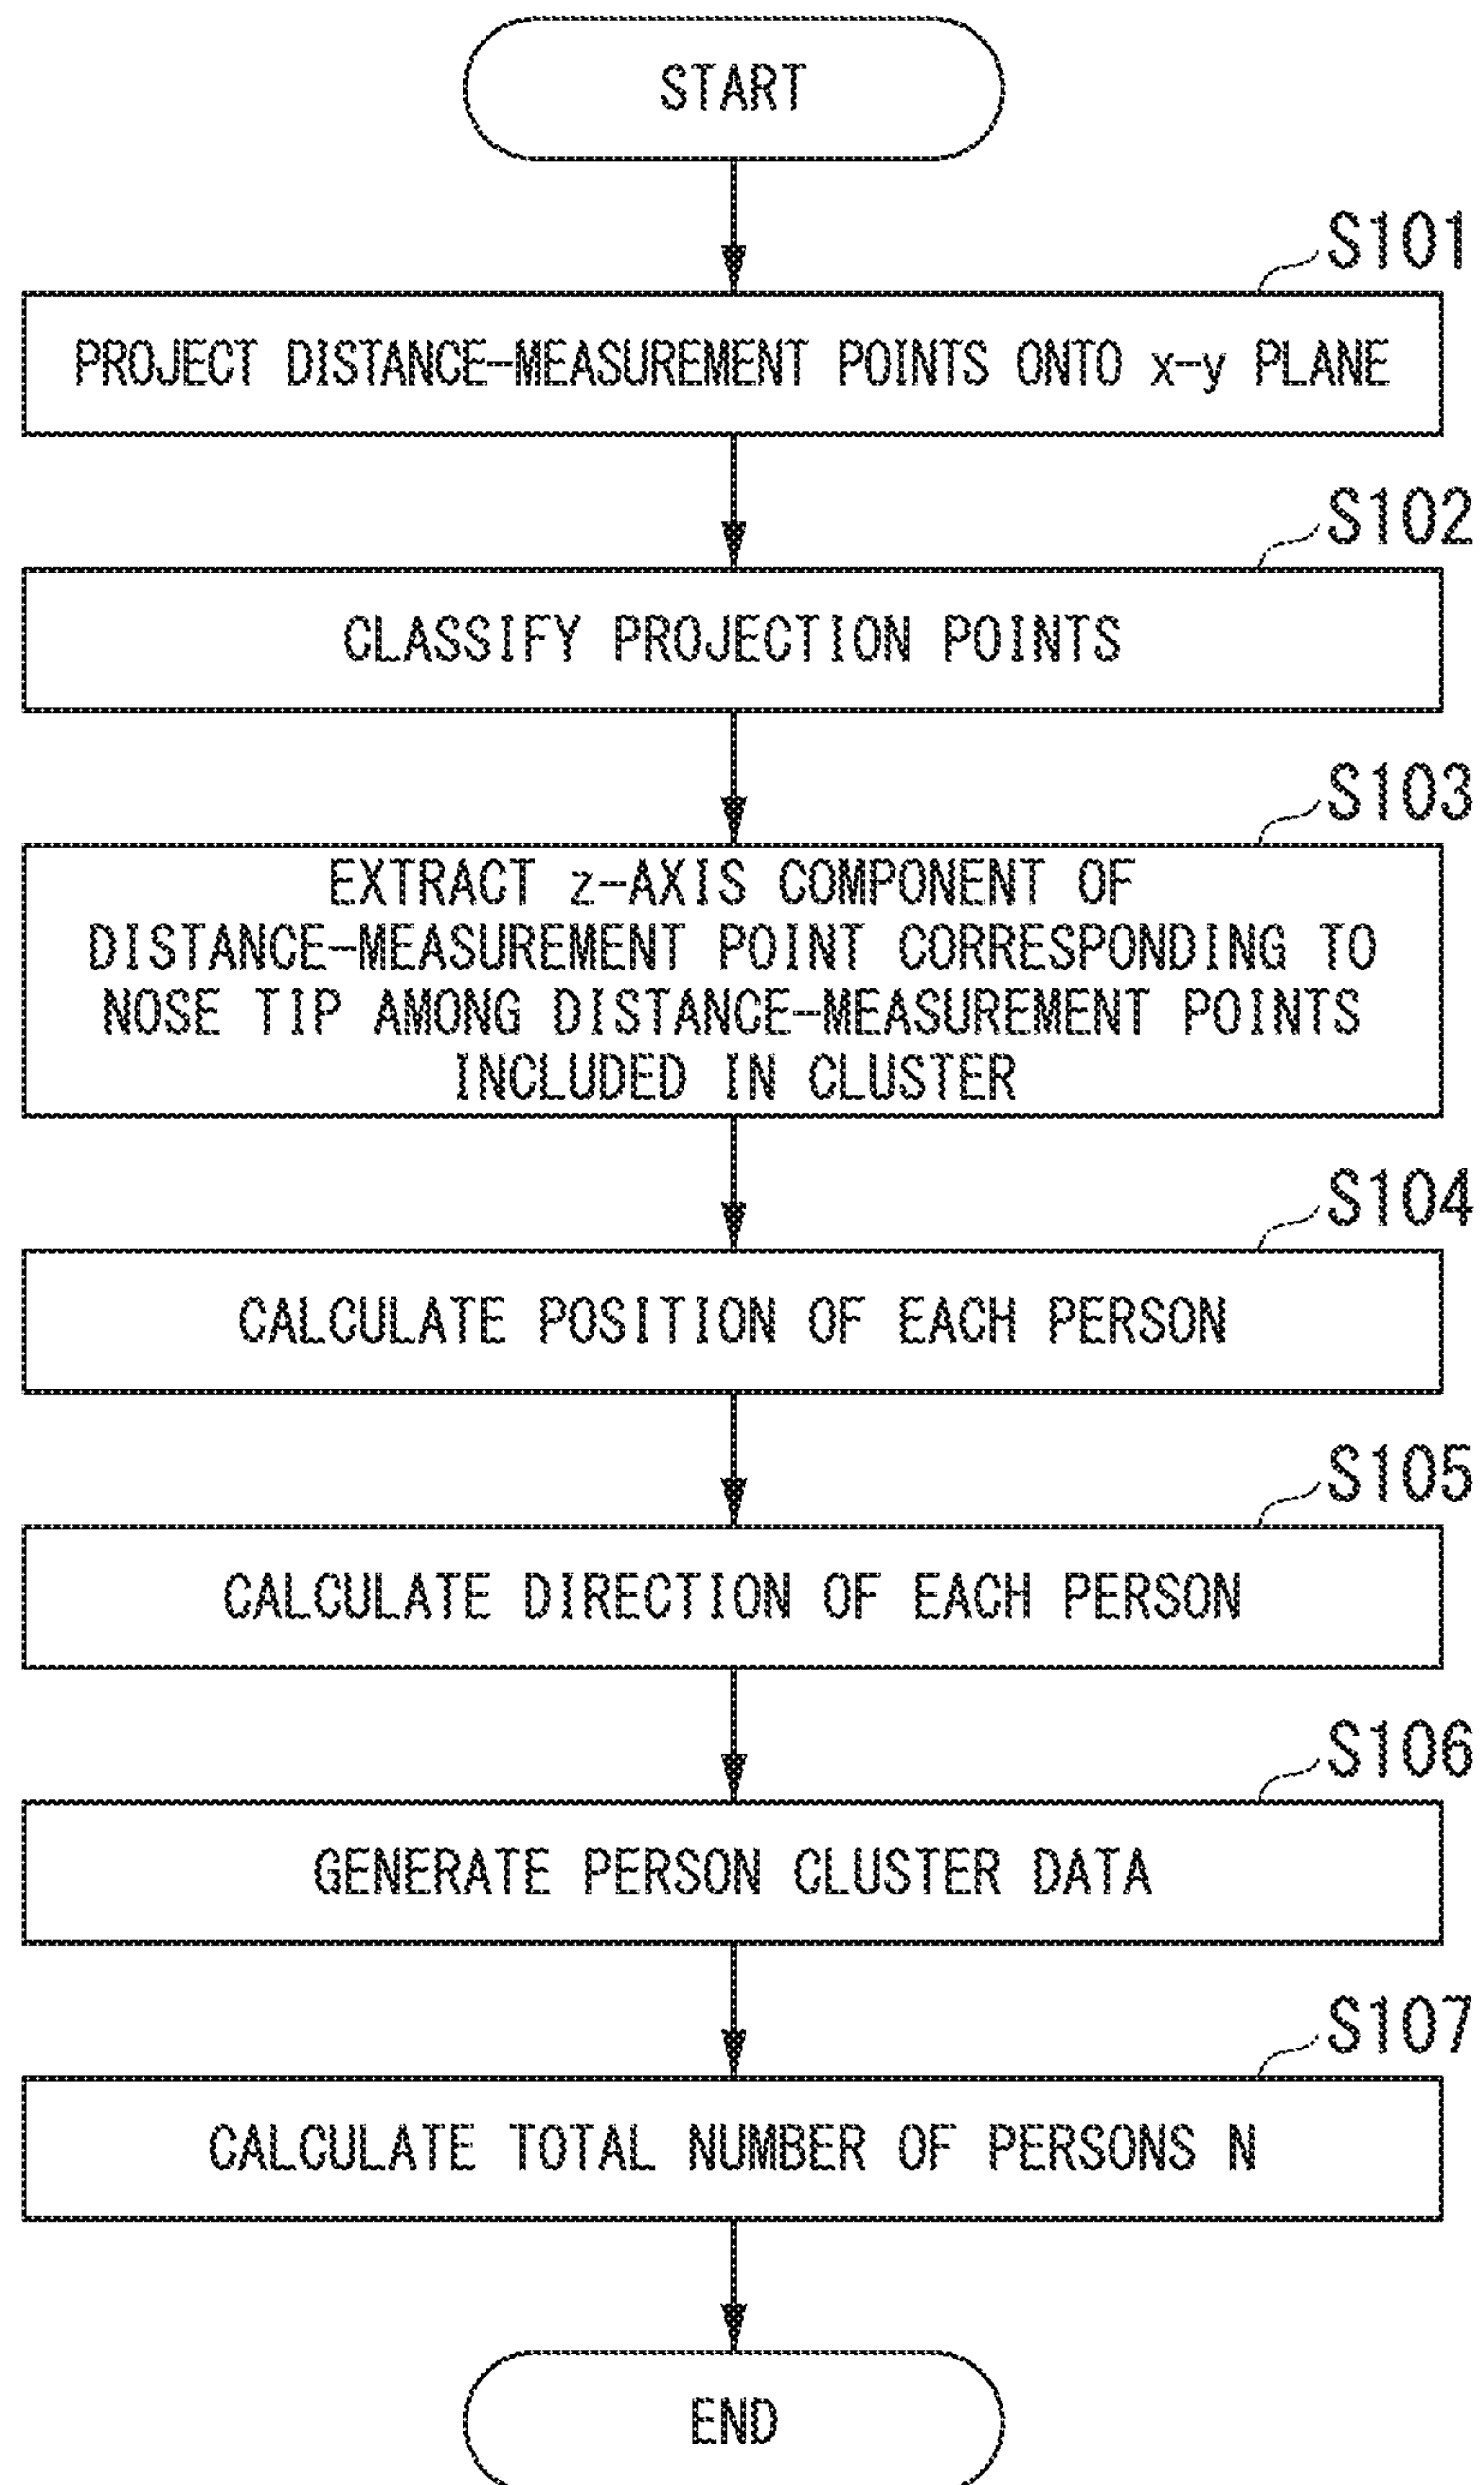 START
S101
PROJECT DISTANCE-MEASUREMENT POINTS ONTO x-y PLANE
S102
CLASSIFY PROJECTION POINTS
S103
EXTRACT z-AXIS COMPONENT OF
DISTANCE-MEASUREMENT POINT CORRESPONDING TO
NOSE TIP AMONG DISTANCE-MEASUREMENT POINTS
INCLUDED IN CLUSTER
S104
CALCULATE POSITION OF EACH PERSON
S105
CALCULATE DIRECTION OF EACH PERSON
S106
GENERATE PERSON CLUSTER DATA
S107
CALCULATE TOTAL NUMBER OF PERSONS N
END